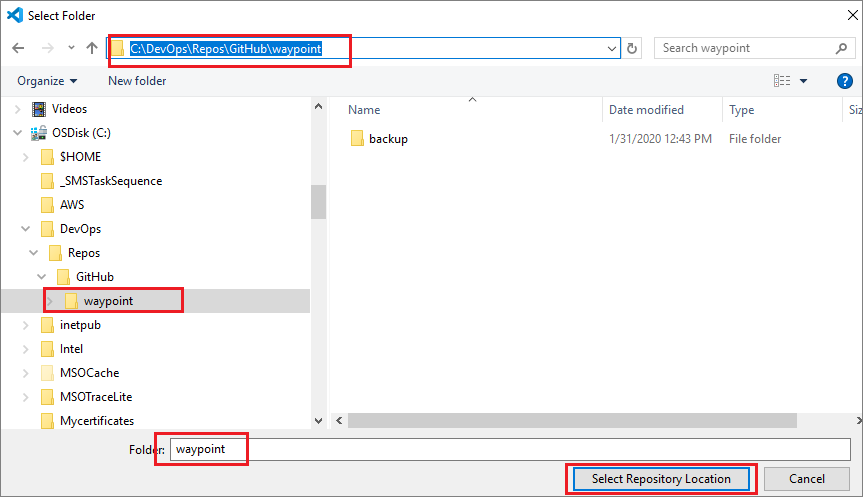 Select Folder
C:\DevOps\Repos\GitHub\waypoint
Search waypoint
Organize
New folder
?
Videos
OSDisk (C:)
$HOME
_SMSTaskSequence
AWS
DevOps
Repos
GitHub
waypoint
inetpub
Intel
MSOCache
MSOTraceLite
Mycertificates
Name Date modified Type Siz
backup 1/31/2020 12:43 PM File folder
Folder: waypoint
Select Repository Location
Cancel